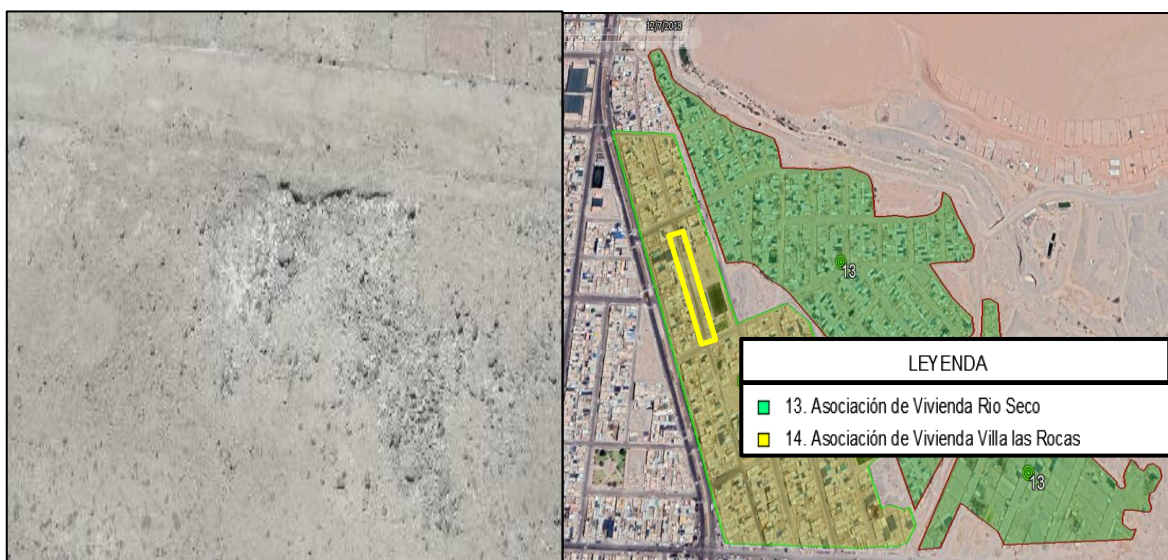 12/7/2018
13
LEYENDA
13. Asociación de Vivienda Rio Seco
14. Asociación de Vivienda Villa las Rocas
13